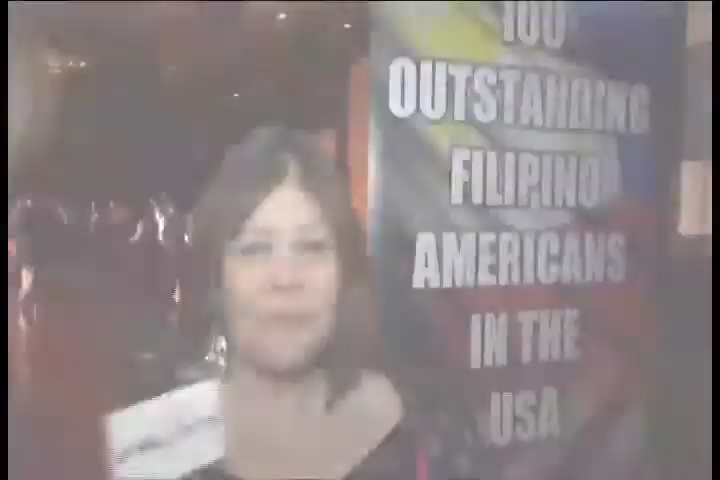 100
OUTSTANDING
FILIPINO
AMERICANS
IN THE
USA